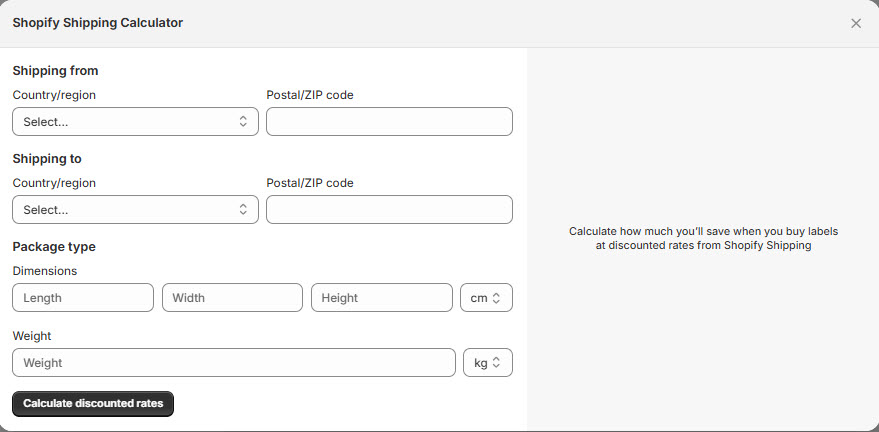 Shopify Shipping Calculator
Shipping from
Country/region Postal/ZIP code
Select...
Shipping to
Country/region Postal/ZIP code
Select...
Package type
Dimensions
Length Width Height cm
Weight
Weight kg
Calculate discounted rates
Calculate how much you'll save when you buy labels
at discounted rates from Shopify Shipping